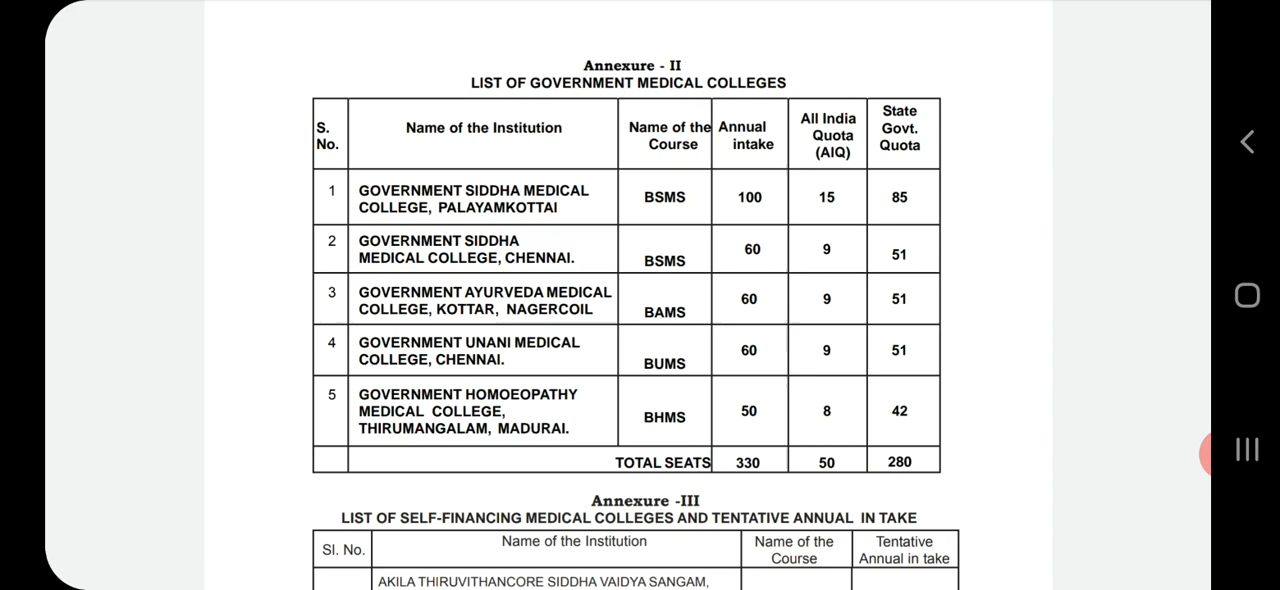 Annexure - II
LIST OF GOVERNMENT MEDICAL COLLEGES
S. No. Name of the Institution Name of the Course Annual intake All India Quota (AIQ) State Govt. Quota
1 GOVERNMENT SIDDHA MEDICAL COLLEGE, PALAYAMKOTTAI BSMS 100 15 85
2 GOVERNMENT SIDDHA MEDICAL COLLEGE, CHENNAI. BSMS 60 9 51
3 GOVERNMENT AYURVEDA MEDICAL COLLEGE, KOTTAR, NAGERCOIL BAMS 60 9 51
4 GOVERNMENT UNANI MEDICAL COLLEGE, CHENNAI. BUMS 60 9 51
5 GOVERNMENT HOMOEOPATHY MEDICAL COLLEGE, THIRUMANGALAM, MADURAI. BHMS 50 8 42
TOTAL SEATS 330 50 280
Annexure -III
LIST OF SELF-FINANCING MEDICAL COLLEGES AND TENTATIVE ANNUAL IN TAKE
Sl. No. Name of the Institution Name of the Course Tentative Annual in take
AKILA THIRUVITHANCORE SIDDHA VAIDYA SANGAM,